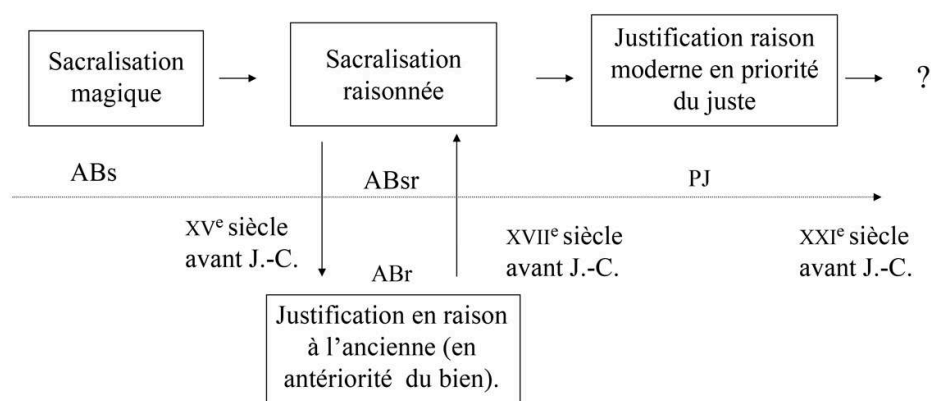 Sacralisation
magique
Sacralisation
raisonnée
Justification raison
moderne en priorité
du juste
?
ABs
ABsr
PJ
XVe siècle
avant J.-C.
XVIIe siècle
avant J.-C.
XXIe siècle
avant J.-C.
ABr
Justification en raison
à l’ancienne (en
antériorité du bien).